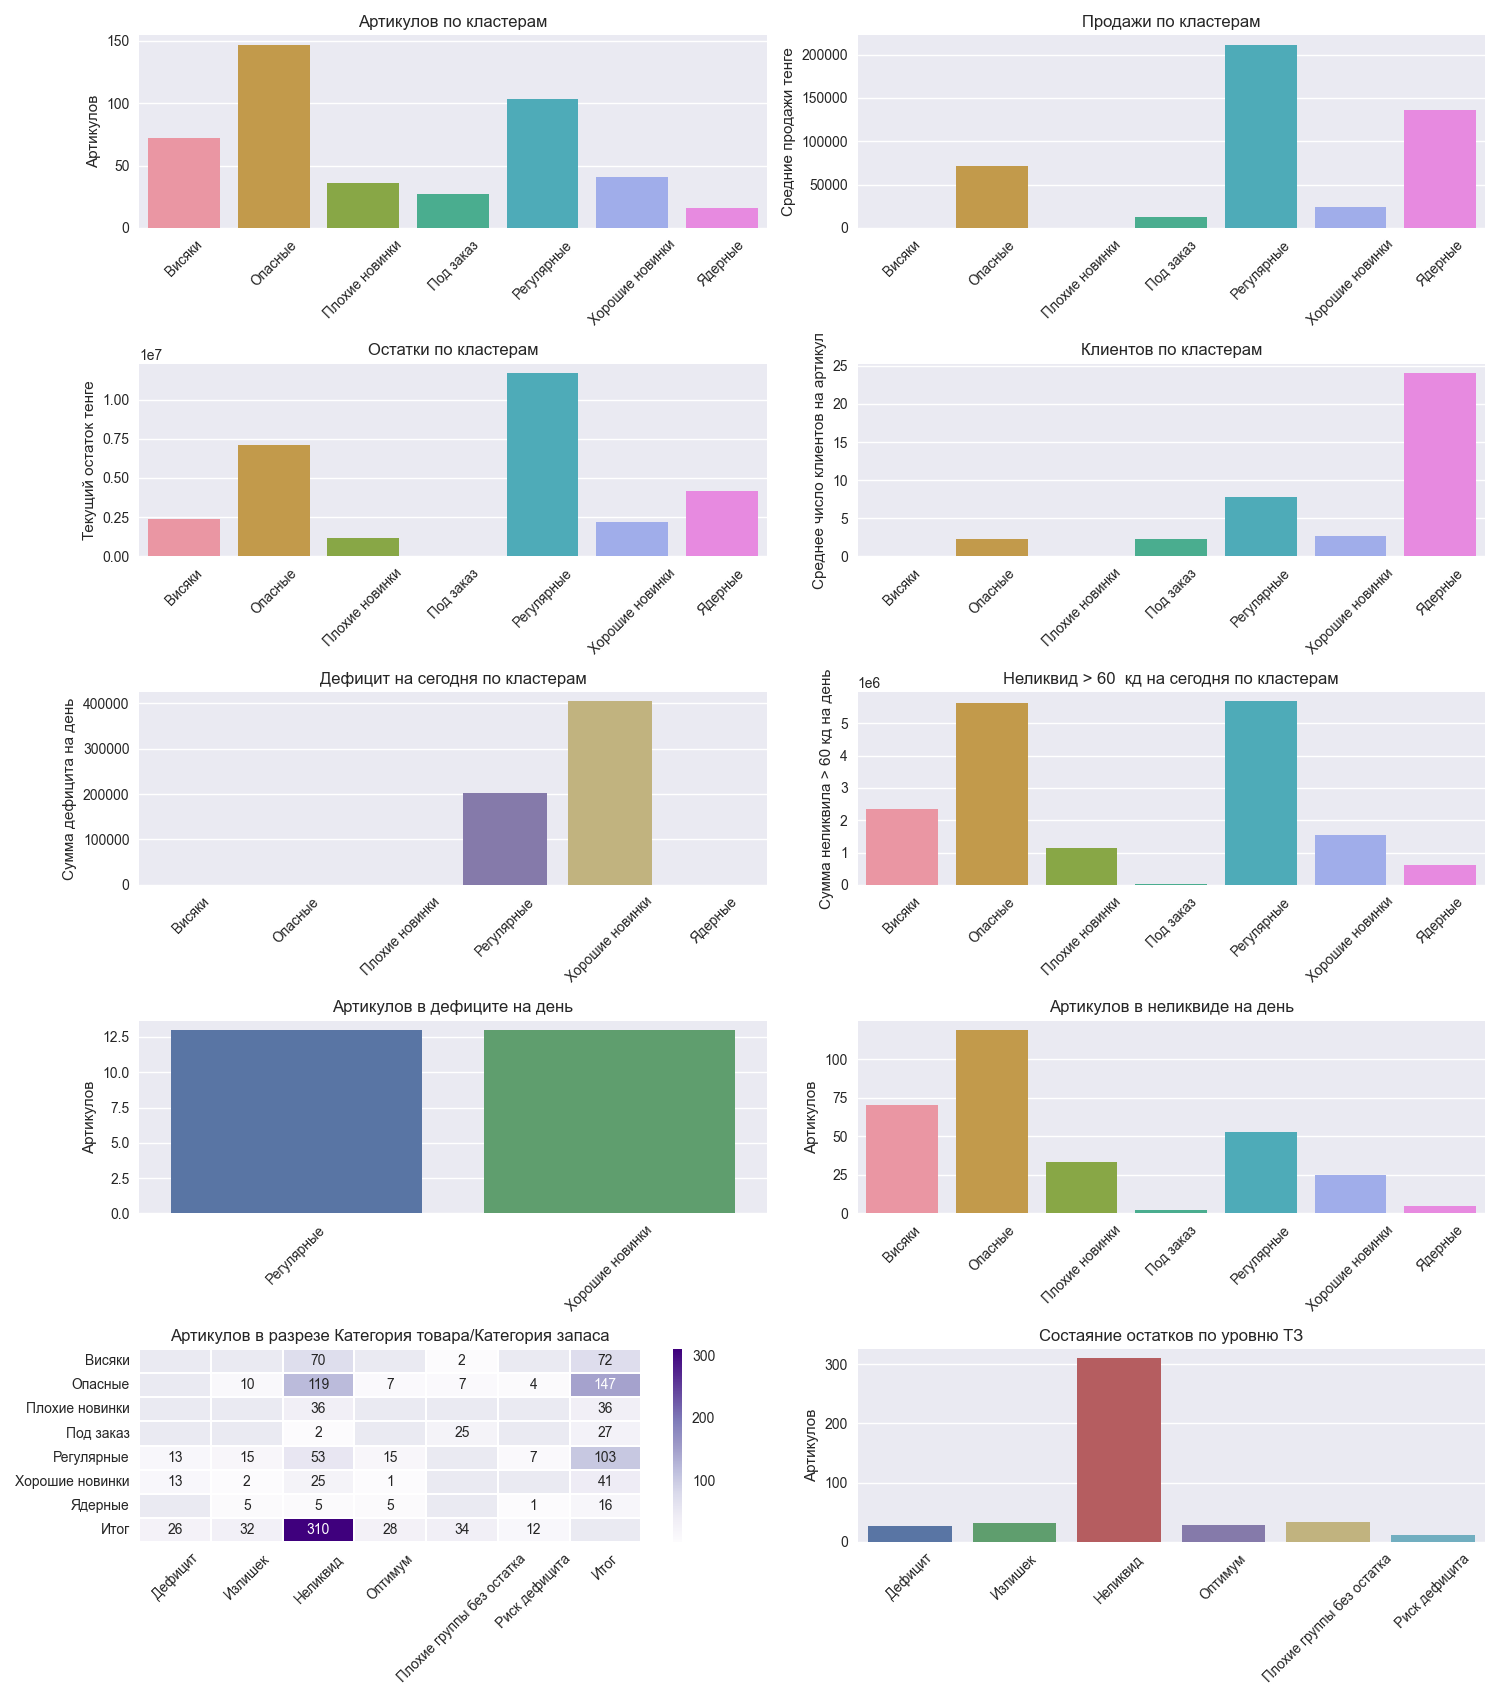 Артикулов по кластерам
Артикулов
150
100
50
0
Висяки
Опасные
Плохие новинки
Под заказ
Регулярные
Хорошие новинки
Ядерные
Продажи по кластерам
Средние продажи тенге
200000
150000
100000
50000
0
Висяки
Опасные
Плохие новинки
Под заказ
Регулярные
Хорошие новинки
Ядерные
Остатки по кластерам
1e7
Текущий остаток тенге
1.00
0.75
0.50
0.25
0.00
Висяки
Опасные
Плохие новинки
Под заказ
Регулярные
Хорошие новинки
Ядерные
Клиентов по кластерам
Среднее число клиентов на артикул
25
20
15
10
5
0
Висяки
Опасные
Плохие новинки
Под заказ
Регулярные
Хорошие новинки
Ядерные
Дефицит на сегодня по кластерам
Сумма дефицита на день
400000
300000
200000
100000
0
Висяки
Опасные
Плохие новинки
Регулярные
Хорошие новинки
Ядерные
Неликвид > 60 кд на сегодня по кластерам
1e6
Сумма неликвила > 60 кд на день
5
4
3
2
1
0
Висяки
Опасные
Плохие новинки
Под заказ
Регулярные
Хорошие новинки
Ядерные
Артикулов в дефиците на день
Артикулов
12.5
10.0
7.5
5.0
2.5
0.0
Регулярные
Хорошие новинки
Артикулов в неликвиде на день
Артикулов
100
75
50
25
0
Висяки
Опасные
Плохие новинки
Под заказ
Регулярные
Хорошие новинки
Ядерные
Артикулов в разрезе Категория товара/Категория запаса
Висяки 70 2 72
Опасные 10 119 7 7 4 147
Плохие новинки 36 36
Под заказ 2 25 27
Регулярные 13 15 53 15 7 103
Хорошие новинки 13 2 25 1 41
Ядерные 5 5 5 1 16
Итог 26 32 310 28 34 12
Дефицит
Излишек
Неликвид
Оптимум
Плохие группы без остатка
Риск дефицита
Итог
300
200
100
Состаяние остатков по уровню ТЗ
Артикулов
300
200
100
0
Дефицит
Излишек
Неликвид
Оптимум
Плохие группы без остатка
Риск дефицита